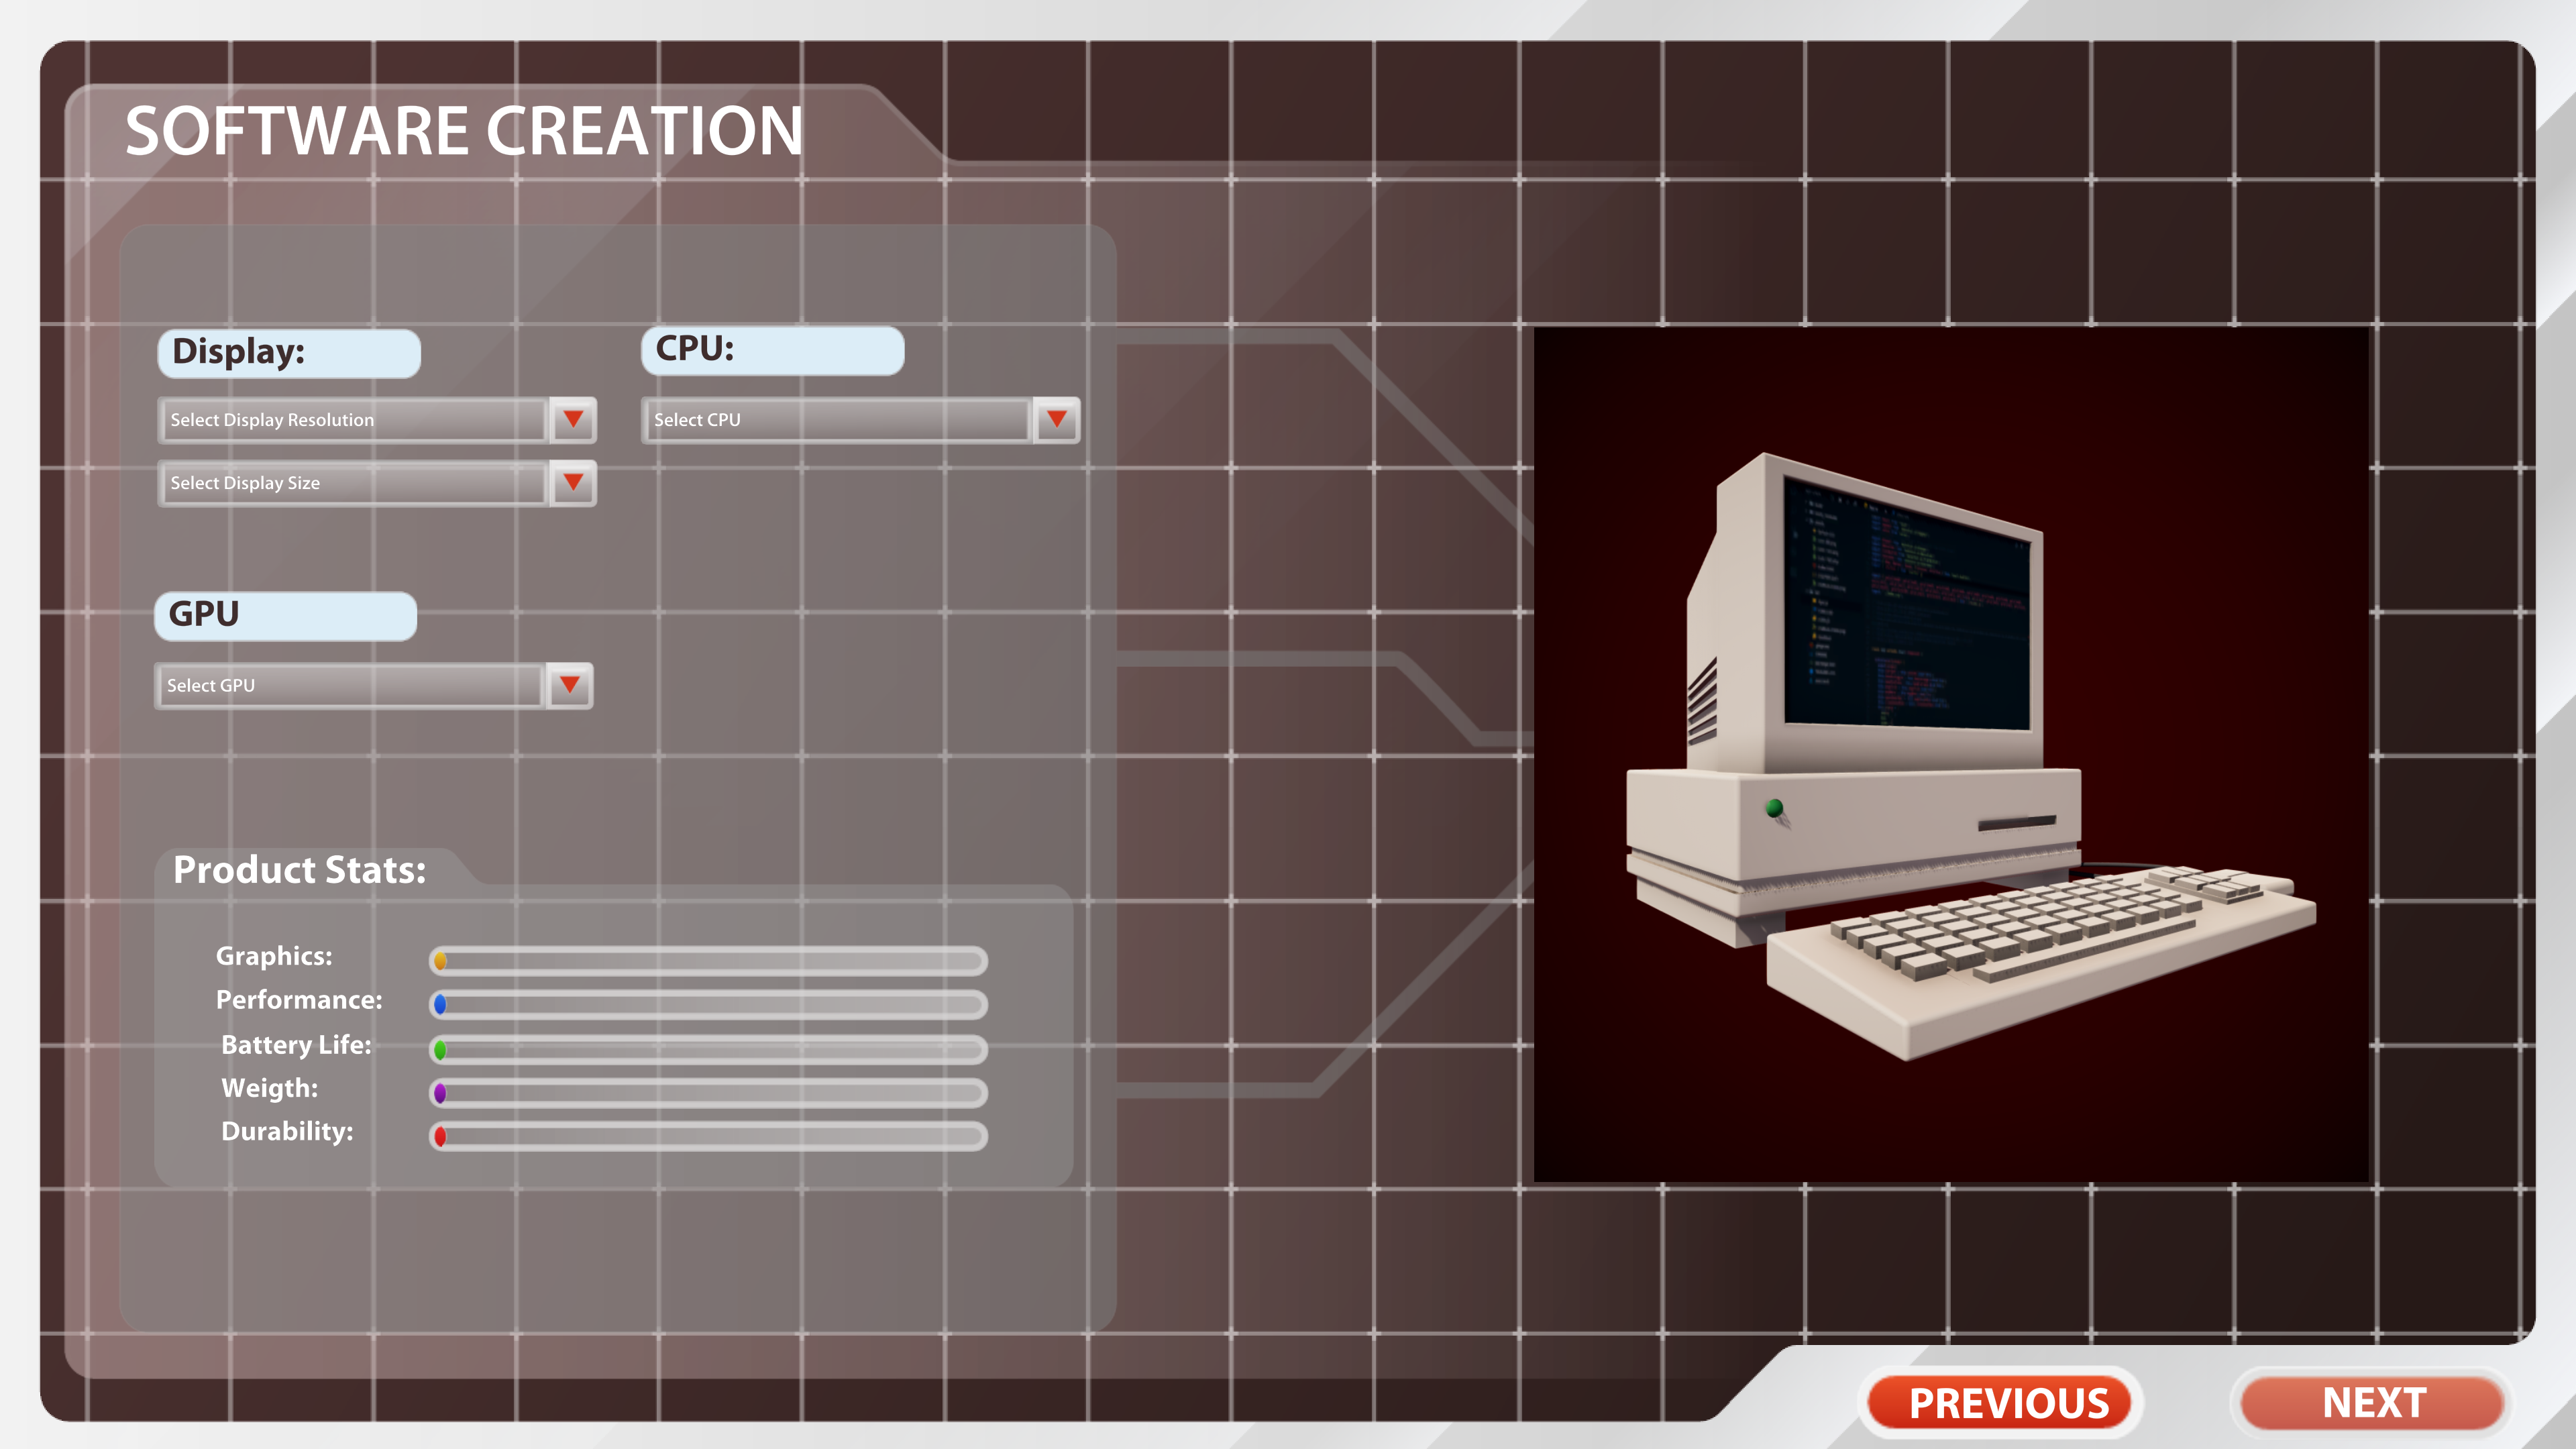 SOFTWARE CREATION
Display:
CPU:
Select Display Resolution
Select CPU
Select Display Size
GPU
Select GPU
Product Stats:
Graphics:
Performance:
Battery Life:
Weigth:
Durability:
PREVIOUS
NEXT